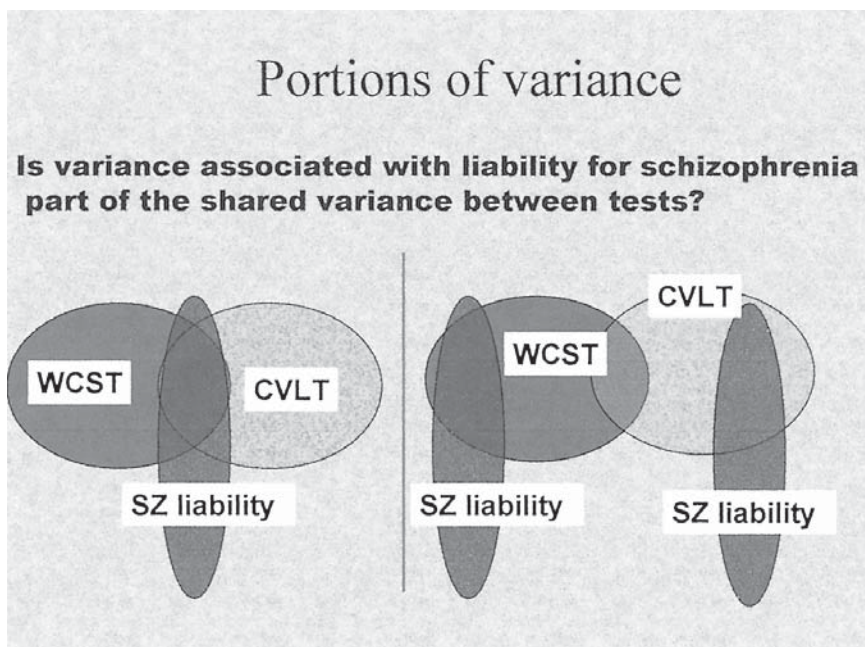 Portions of variance
Is variance associated with liability for schizophrenia
part of the shared variance between tests?
WCST
CVLT
SZ liability
CVLT
WCST
SZ liability
SZ liability